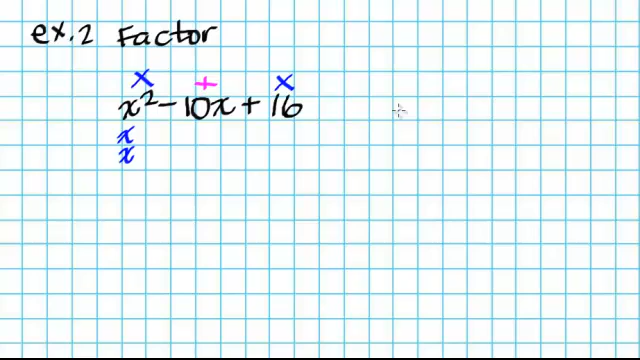 ex.2 Factor
× + ×
x² - 10x + 16
x
x